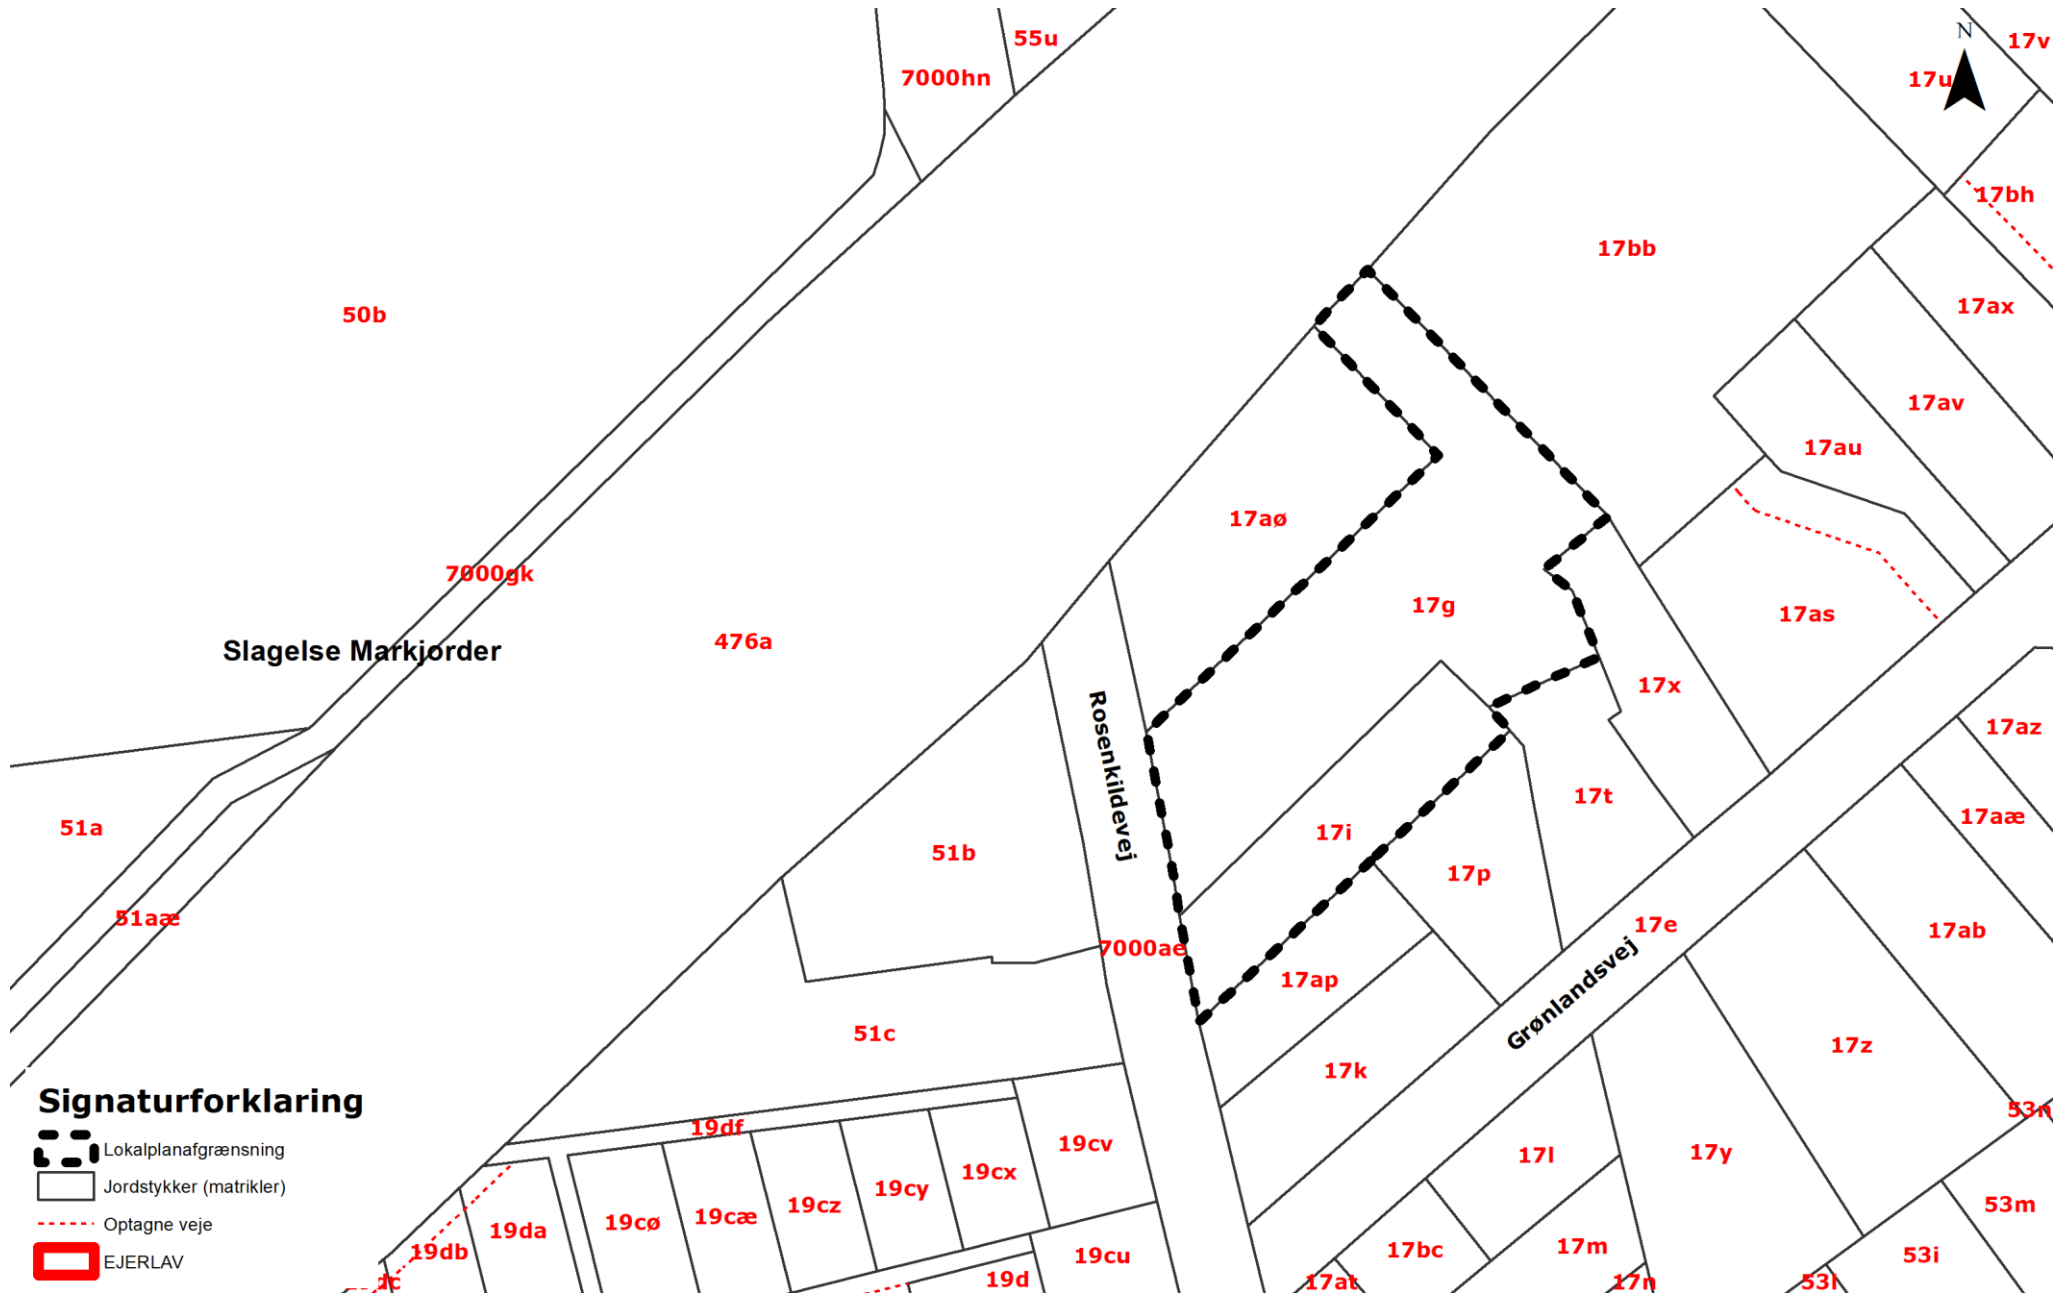 55u
N
17v
7000hn
17u
17bh
17bb
17ax
50b
17av
17au
17aø
7000gk
17g
17as
Slagelse Markjorder
476a
17x
Rosenkildevej
17az
17t
17aæ
51a
17i
51b
17p
51aæ
17e
17ab
7000ae
17ap
Grønlandsvej
51c
17z
17k
Signaturforklaring
Lokalplanafgrænsning
Jordstykker (matrikler)
Optagne veje
EJERLAV
53n
19df
19cv
17l
17y
19cx
19cy
19cz
53m
19cæ
19cø
19da
19db
19cu
17bc
17m
53i
19d
dc
17at
17n
53l